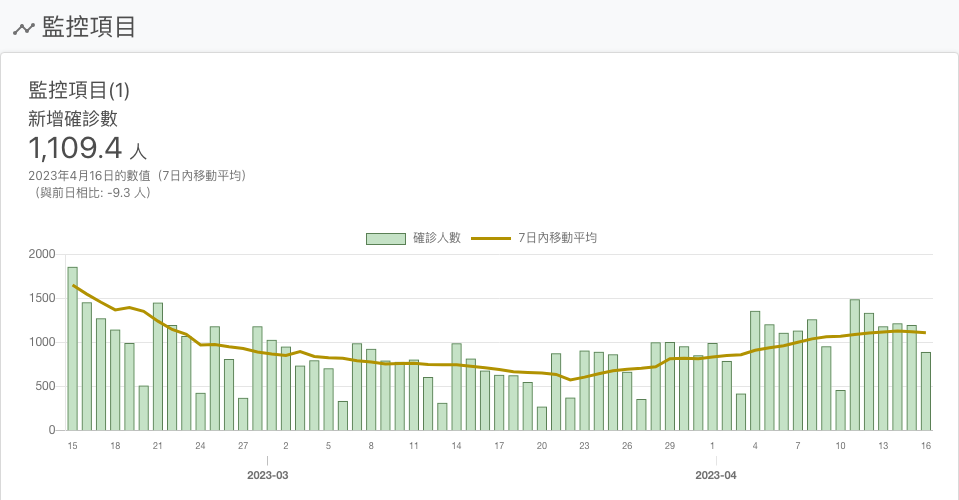 監控項目
監控項目(1)
新增確診數
1,109.4 人
2023年4月16日的數值（7日內移動平均）
（與前日相比: -9.3 人）
確診人數 7日內移動平均
2000
1500
1000
500
0
15 18 21 24 27 2 5 8 11 14 17 20 23 26 29 1 4 7 10 13 16
2023-03 2023-04